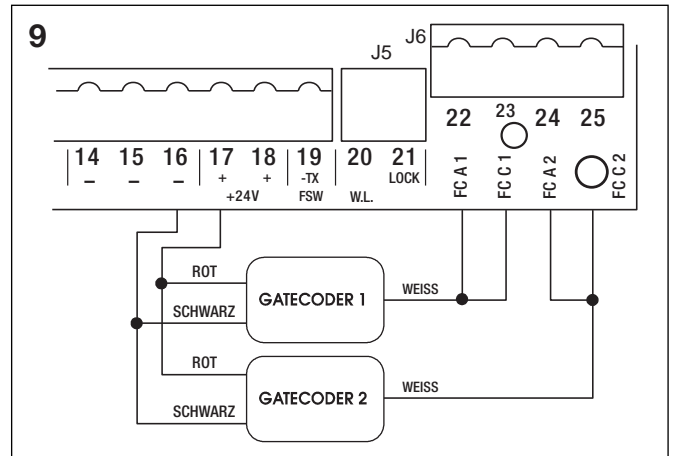 9
J6
J5
22 23 24 25
14 15 16 17 18 19 20 21
– – – + + -TX LOCK
+24V FSW W.L.
FC A 1
FC C 1
FC A 2
FC C 2
ROT
GATECODER 1
WEISS
SCHWARZ
ROT
GATECODER 2
WEISS
SCHWARZ